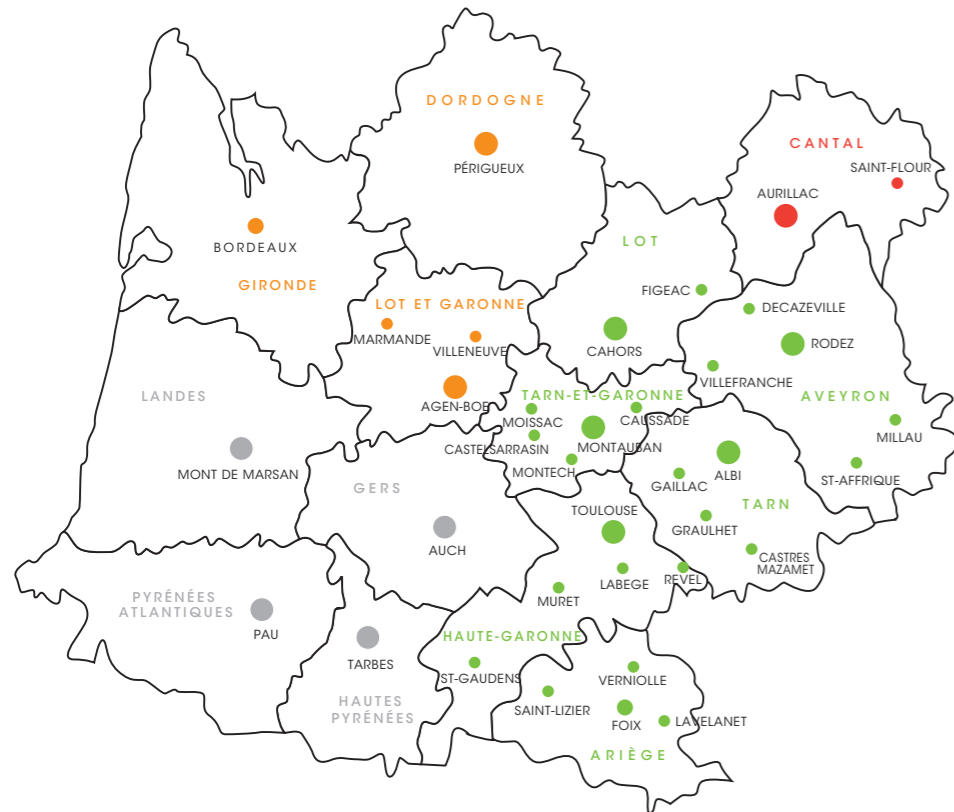 DORDOGNE
PÉRIGUEUX
CANTAL
SAINT-FLOUR
AURILLAC
BORDEAUX
GIRONDE
LOT
FIGEAC
CAHORS
LOT ET GARONNE
MARMANDE
VILLENEUVE
AGEN-BOE
DECAZEVILLE
RODEZ
VILLEFRANCHE
AVEYRON
MILLAU
ST-AFFRIQUE
LANDES
MONT DE MARSAN
TARN-ET-GARONNE
MOISSAC
CAUSSADE
CASTELSARRASIN
MONTAUBAN
MONTECH
GERS
AUCH
ALBI
GAILLAC
TARN
GRAULHET
CASTRES
MAZAMET
TOULOUSE
LABEGE
REVEL
MURET
HAUTE-GARONNE
ST-GAUDENS
PYRÉNÉES
ATLANTIQUES
PAU
TARBES
HAUTES
PYRÉNÉES
VERNIOLLE
SAINT-LIZIER
FOIX
LAVELANET
ARIÈGE